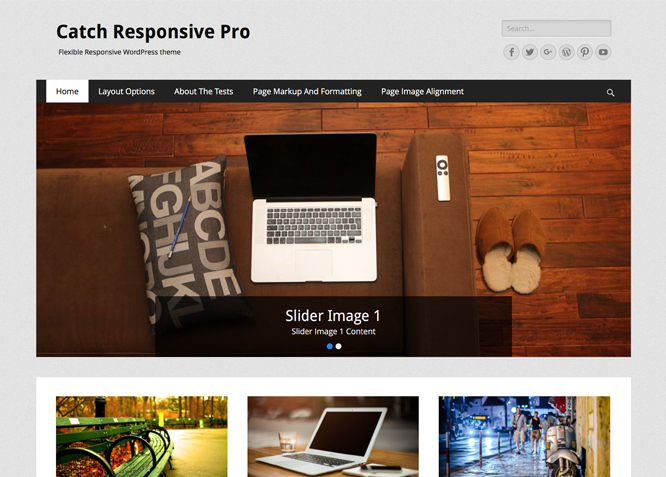 Catch Responsive Pro
Flexible Responsive WordPress theme
Search...
Home Layout Options About The Tests Page Markup And Formatting Page Image Alignment
ABCDE
GHIJKL
Slider Image 1
Slider Image 1 Content